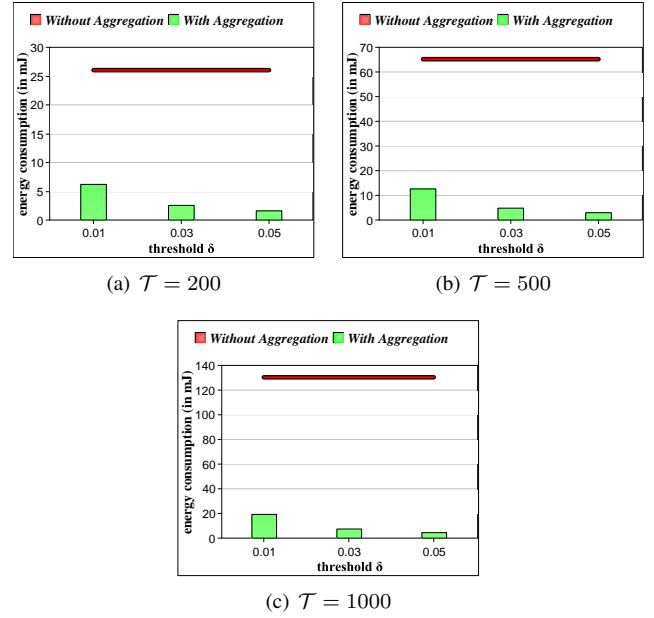 Without Aggregation With Aggregation
energy consumption (in mJ)
30
25
20
15
10
5
0
0.01 0.03 0.05
threshold δ
(a) 𝒯 = 200
Without Aggregation With Aggregation
energy consumption (in mJ)
70
60
50
40
30
20
10
0
0.01 0.03 0.05
threshold δ
(b) 𝒯 = 500
Without Aggregation With Aggregation
energy consumption (in mJ)
140
120
100
80
60
40
20
0
0.01 0.03 0.05
threshold δ
(c) 𝒯 = 1000